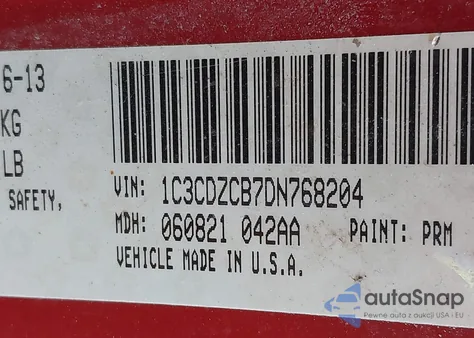 6-13
KG
LB
SAFETY,
VIN: 1C3CDZCB7DN768204
MDH: 060821 042AA PAINT: PRM
VEHICLE MADE IN U.S.A.
autoSnap
Pewne auta z aukcji USA i EU